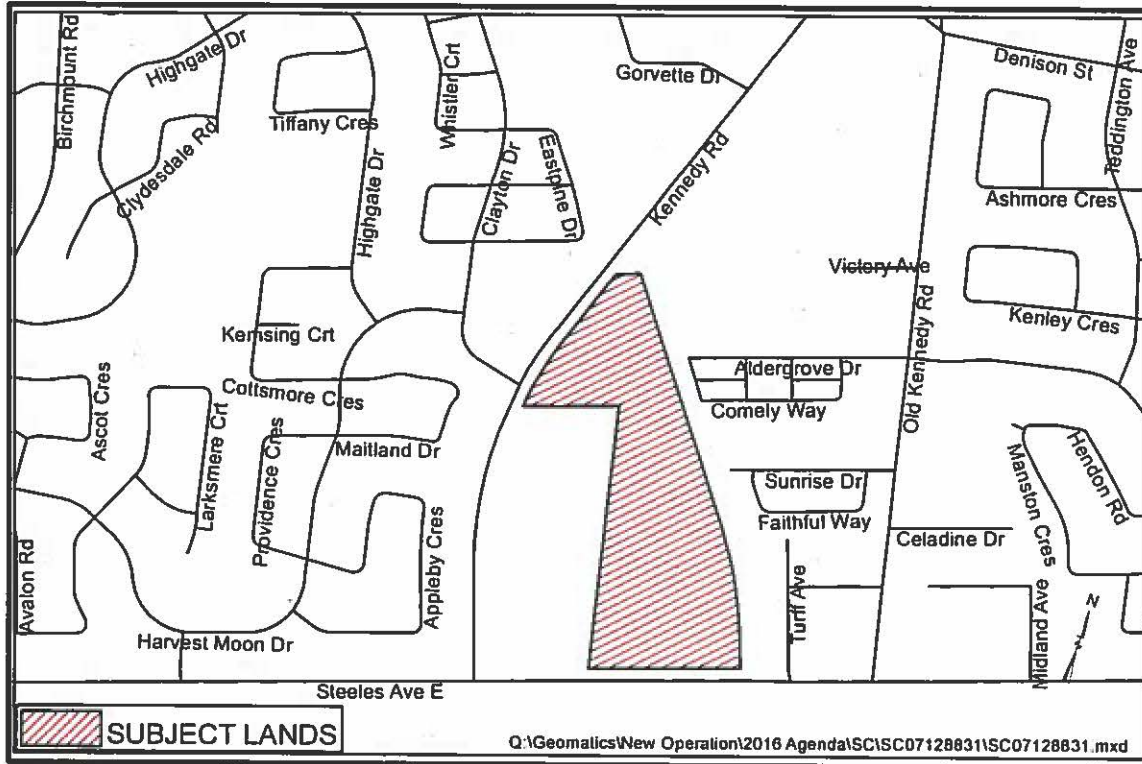 Birchmount Rd
Highgate Dr
Clydesdale Rd
Tiffany Cres
Highgate Dr
Whistler Crt
Clayton Dr
Eastpine Dr
Gorvette Dr
Kennedy Rd
Denison St
Teddington Ave
Ashmore Cres
Victory Ave
Old Kennedy Rd
Kenley Cres
Kemsing Crt
Cottsmore Cres
Ascot Cres
Larksmere Crt
Providence Cres
Maitland Dr
Appleby Cres
Avalon Rd
Harvest Moon Dr
Aldergrove Dr
Comely Way
Sunrise Dr
Faithful Way
Turff Ave
Celadine Dr
Manston Cres
Hendon Rd
Midland Ave
N
Steeles Ave E
SUBJECT LANDS
Q:\Geomatics\New Operation\2016 Agenda\SC\SC07128831\SC07128831.mxd